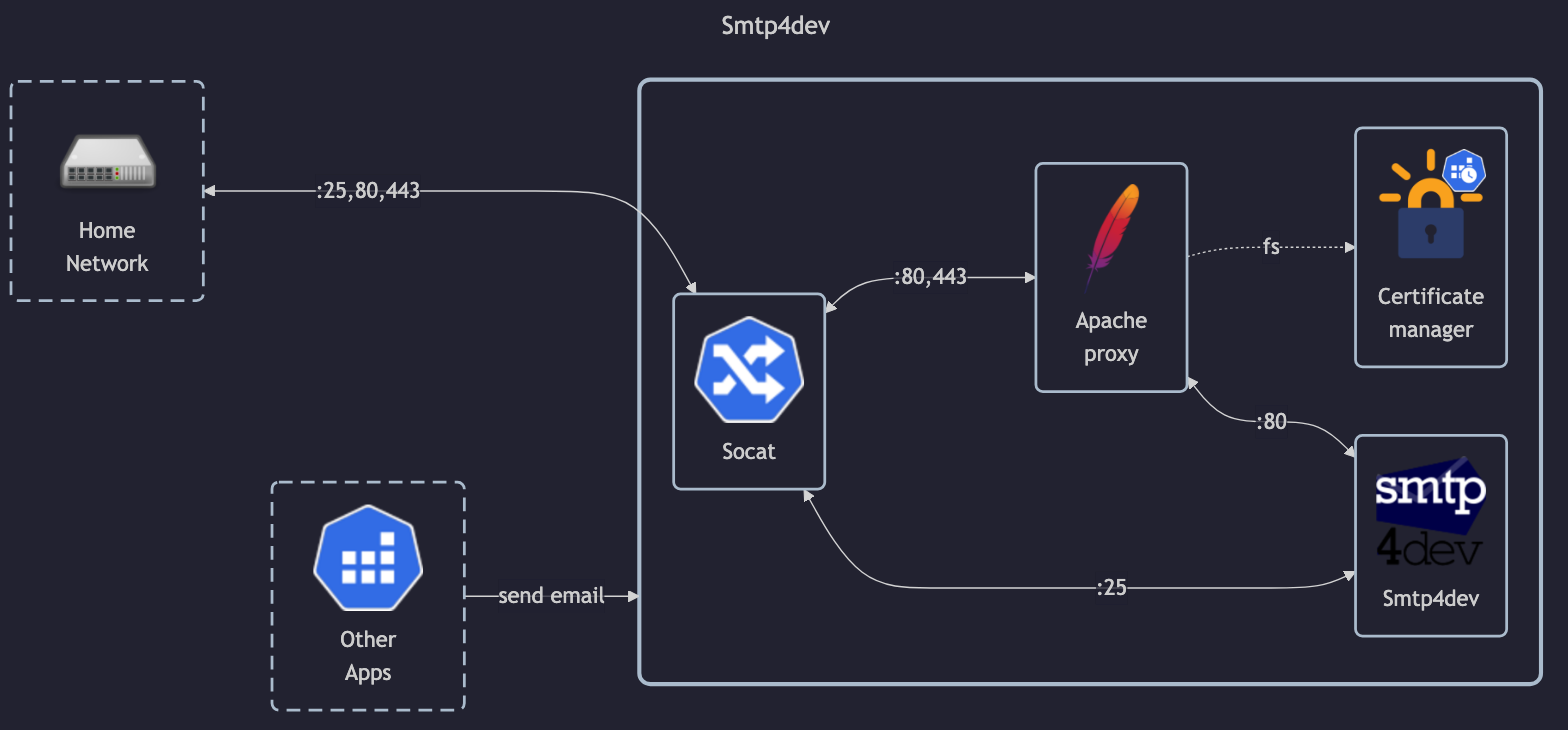 Smtp4dev
Home
Network
:25,80,443
Socat
:80,443
Apache
proxy
fs
Certificate
manager
:80
smtp
4dev
Smtp4dev
:25
Other
Apps
send email